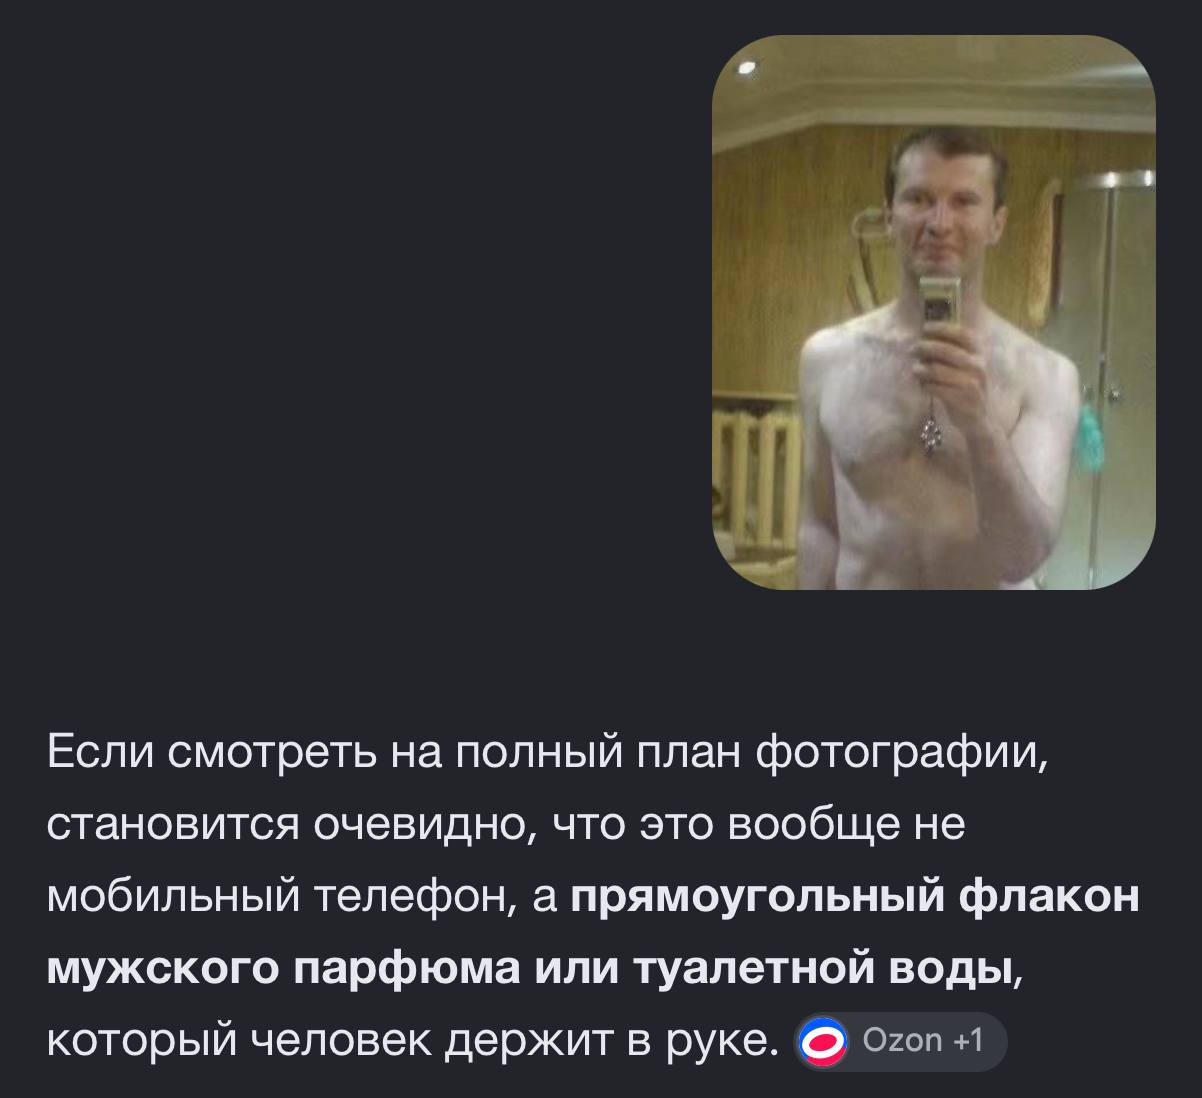 Если смотреть на полный план фотографии,
становится очевидно, что это вообще не
мобильный телефон, а прямоугольный флакон
мужского парфюма или туалетной воды,
который человек держит в руке. Ozon +1